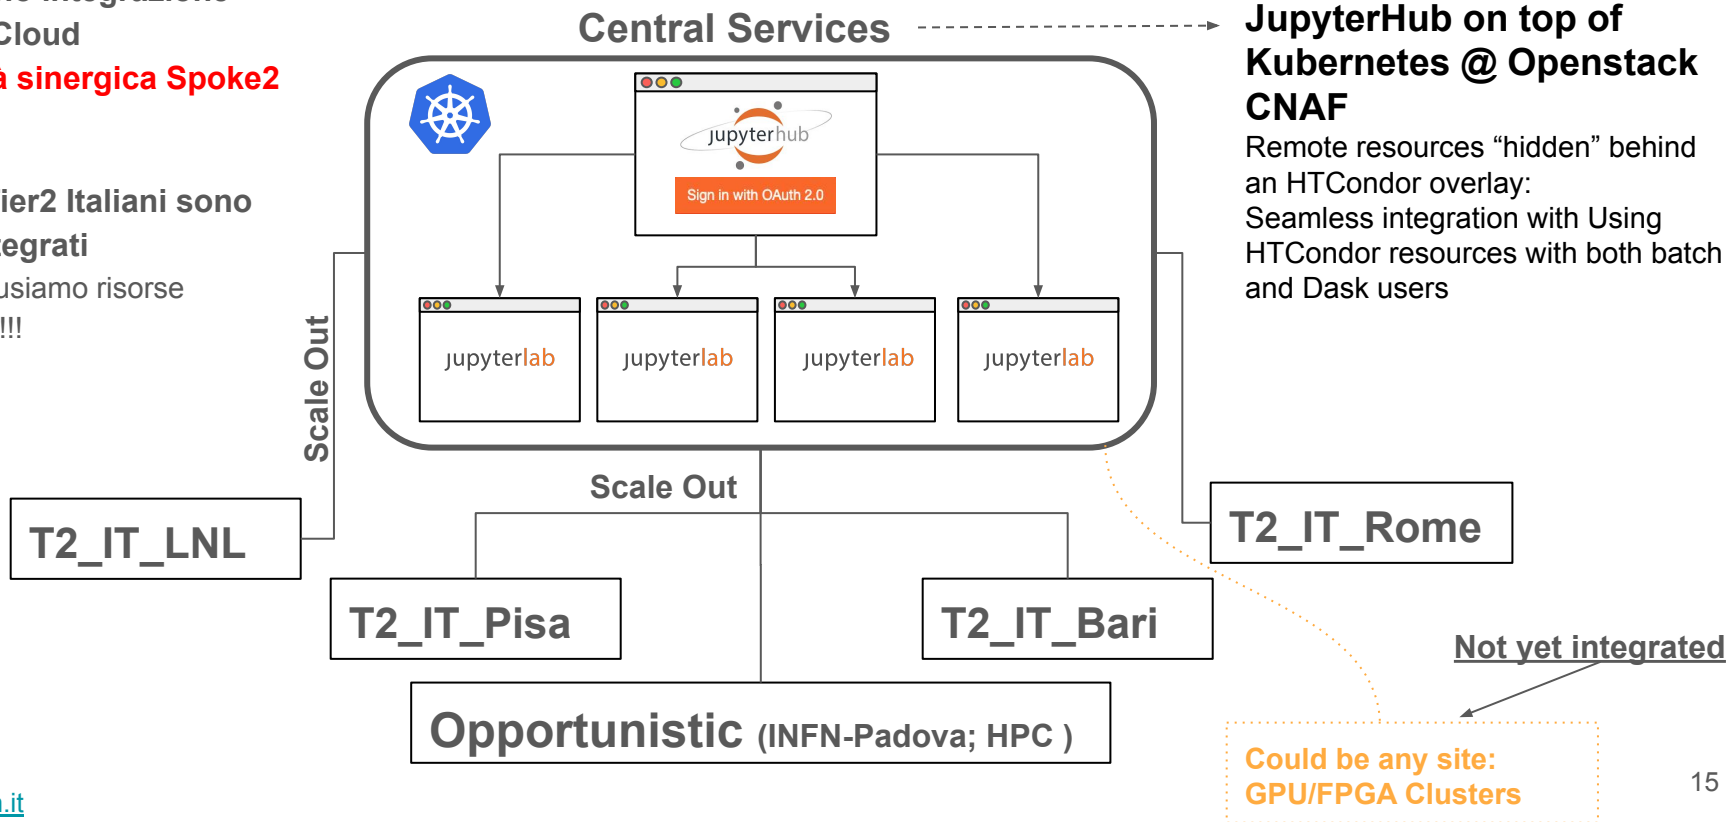 Cloud
à sinergica Spoke2
Tier2 Italiani sono
usiamo risorse
!!!
Central Services
JupyterHub on top of
Kubernetes @ Openstack
CNAF
Remote resources “hidden” behind
an HTCondor overlay:
Seamless integration with Using
HTCondor resources with both batch
and Dask users
jupyterhub
Sign in with OAuth 2.0
jupyterlab
jupyterlab
jupyterlab
jupyterlab
Scale Out
Scale Out
T2_IT_LNL
T2_IT_Rome
T2_IT_Pisa
T2_IT_Bari
Opportunistic (INFN-Padova; HPC )
Not yet integrated
Could be any site:
GPU/FPGA Clusters
15
.it